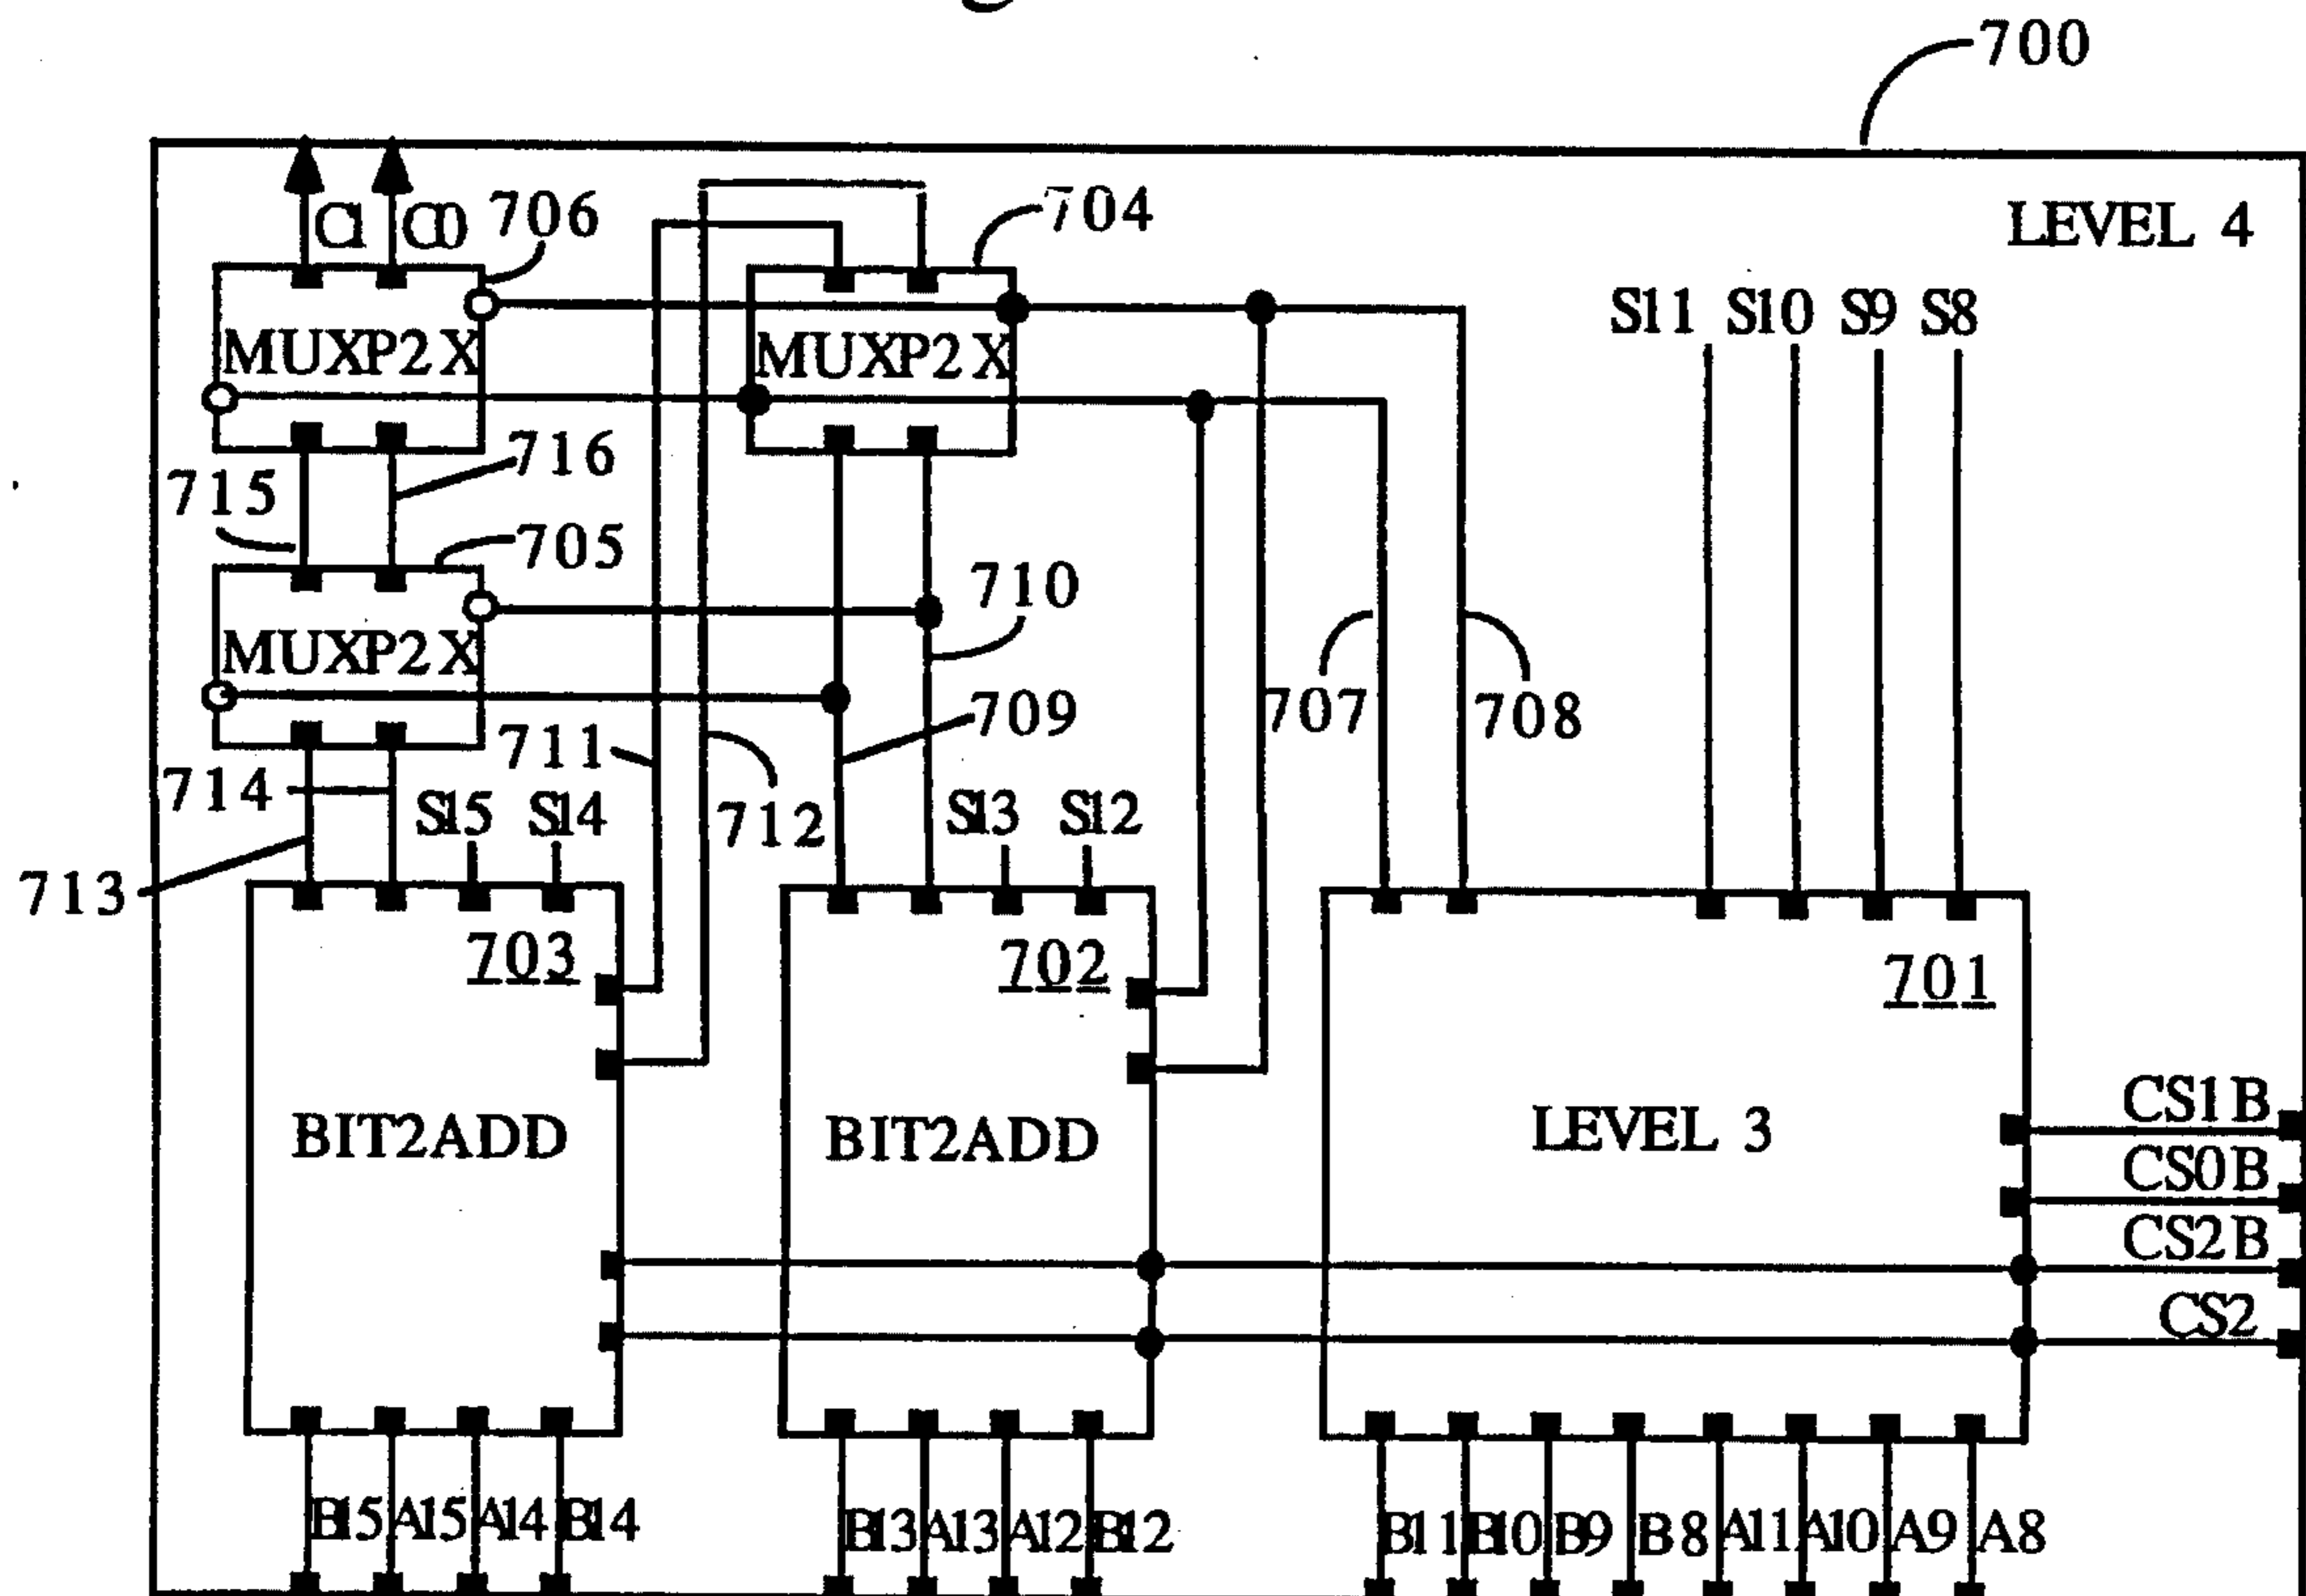 700
LEVEL 4
C1 C0 706 704
S11 S10 S9 S8
MUXP2X MUXP2X
716
715
705
710
MUXP2X
709
707 708
711
714
S15 S14
712
S13 S12
713
703 702 701
CS1B
BIT2ADD BIT2ADD LEVEL 3
CS0B
CS2B
CS2
B15 A15 A14 B14 B13 A13 A12 B12 B11 B10 B9 B8 A11 A10 A9 A8